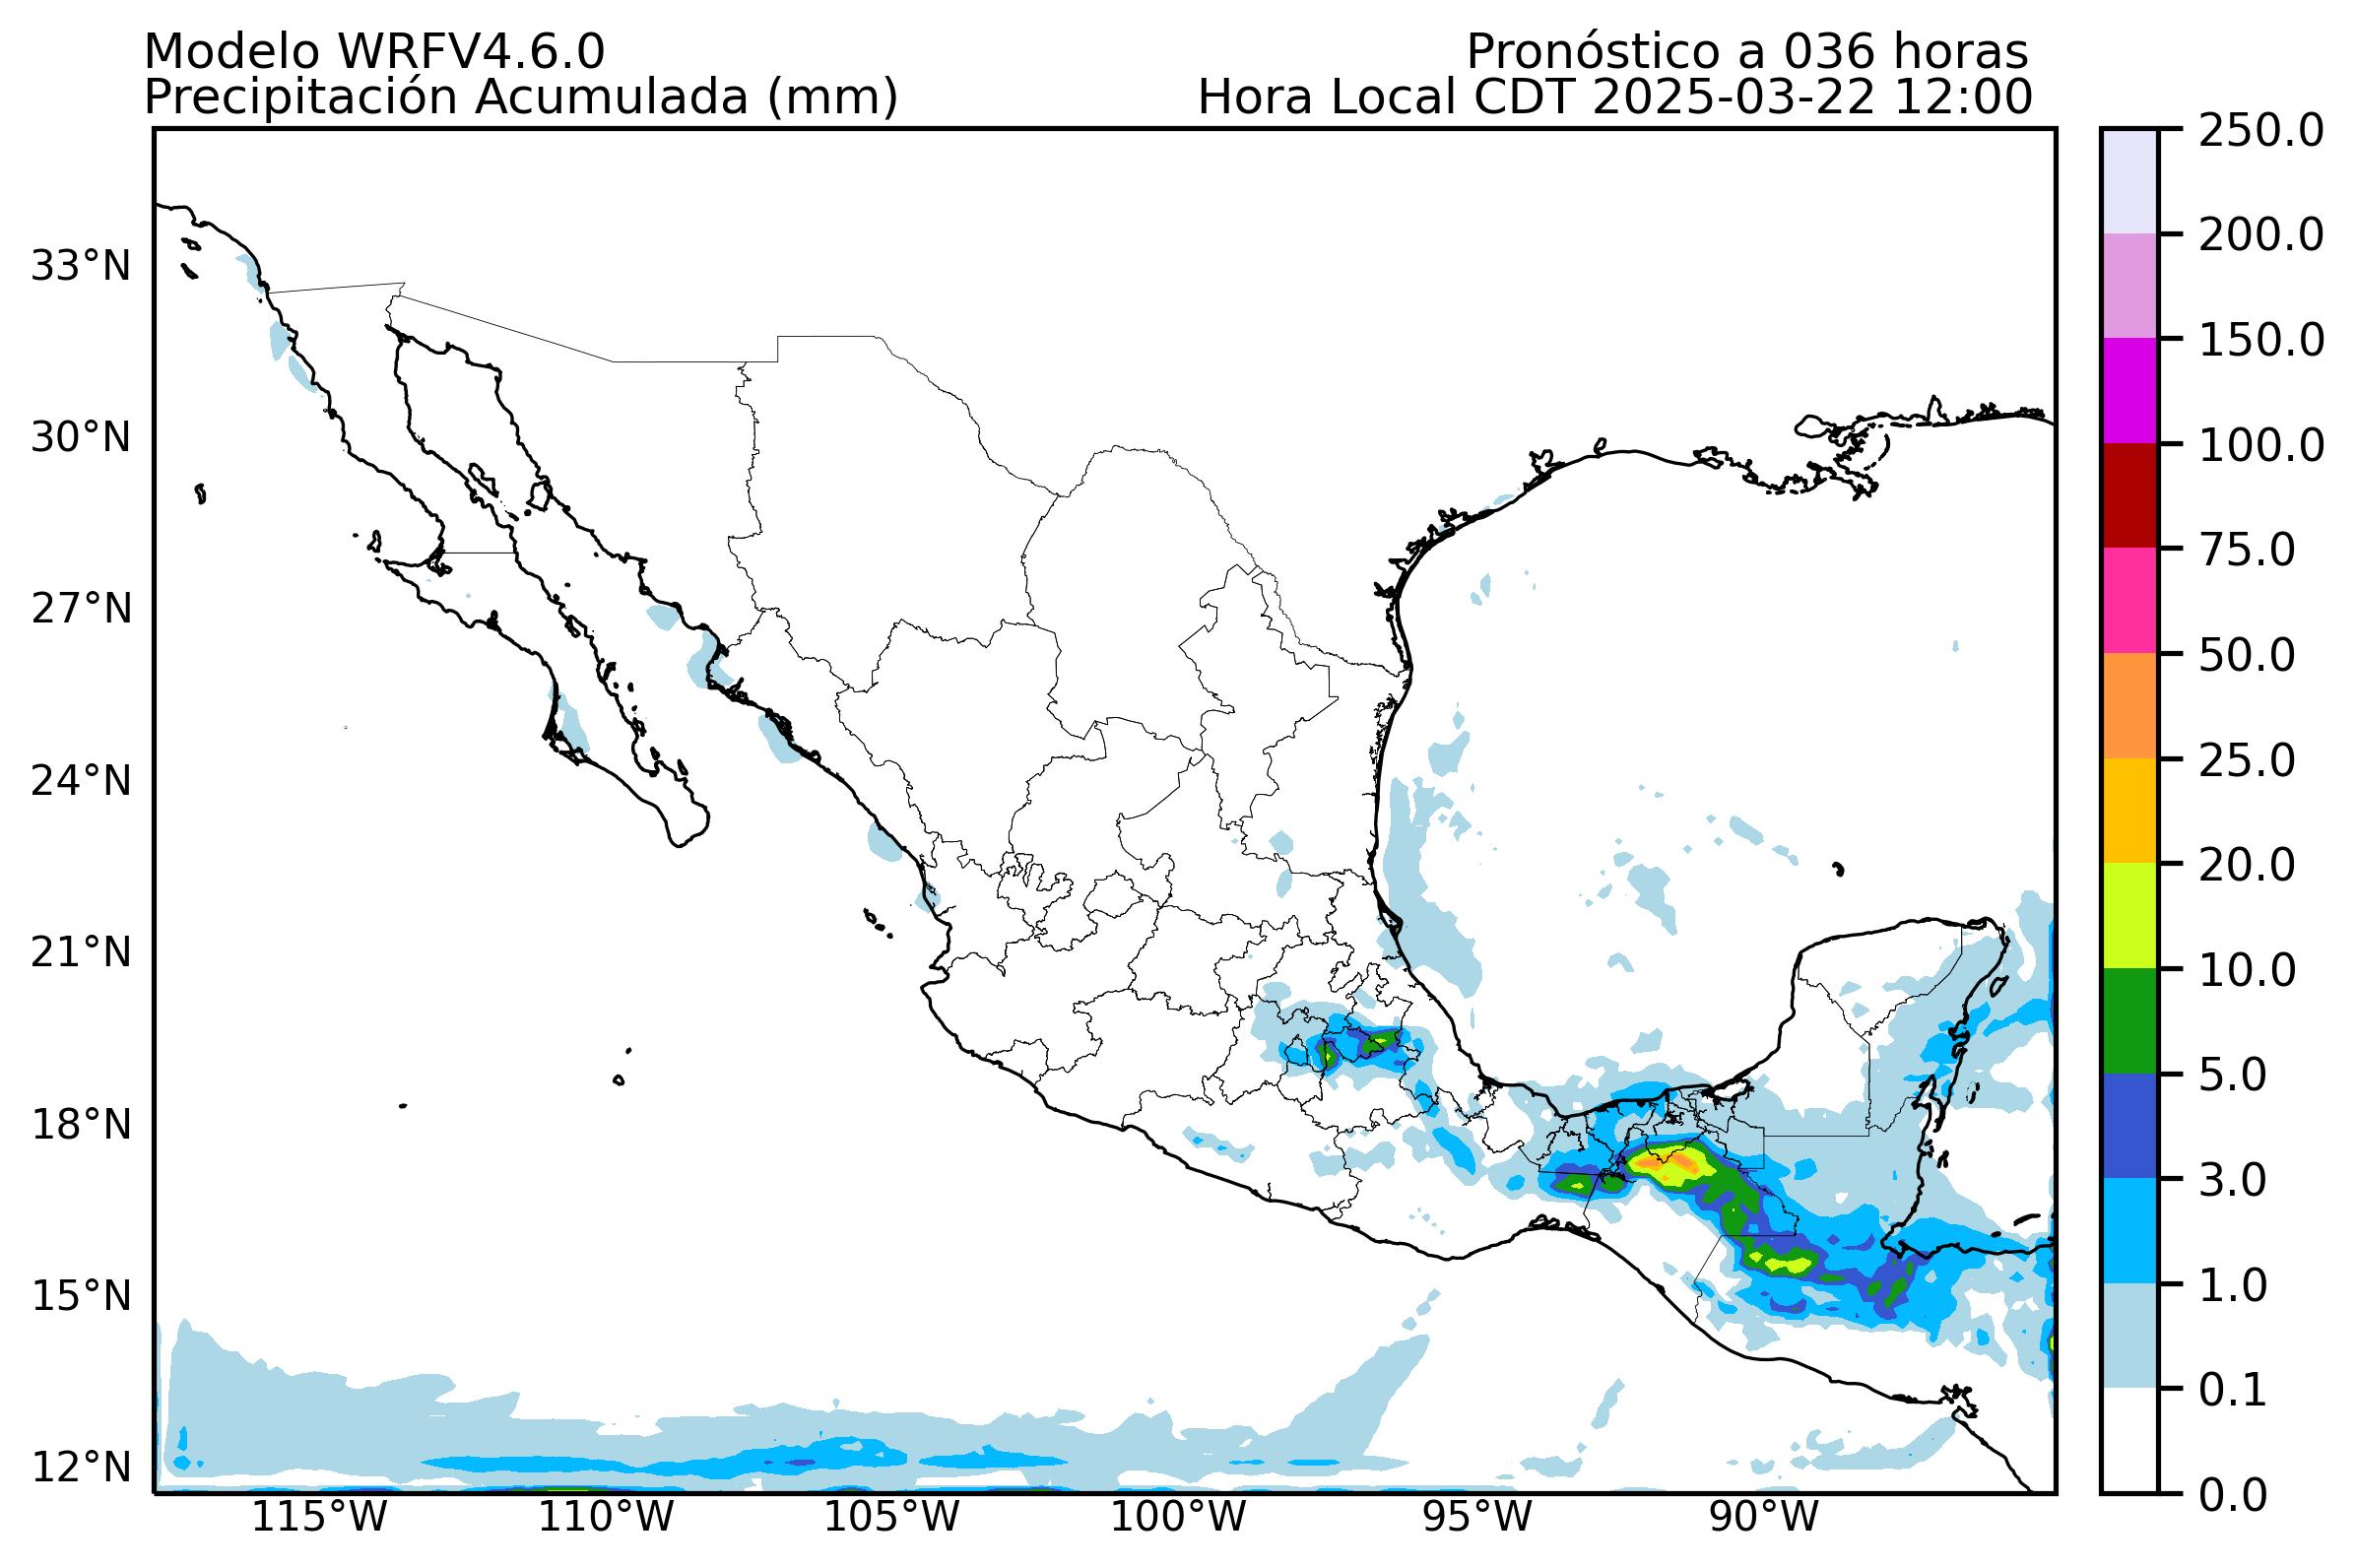 Modelo WRFV4.6.0
Pronóstico a 036 horas
Precipitación Acumulada (mm)
Hora Local CDT 2025-03-22 12:00
33°N
30°N
27°N
24°N
21°N
18°N
15°N
12°N
115°W
110°W
105°W
100°W
95°W
90°W
250.0
200.0
150.0
100.0
75.0
50.0
25.0
20.0
10.0
5.0
3.0
1.0
0.1
0.0